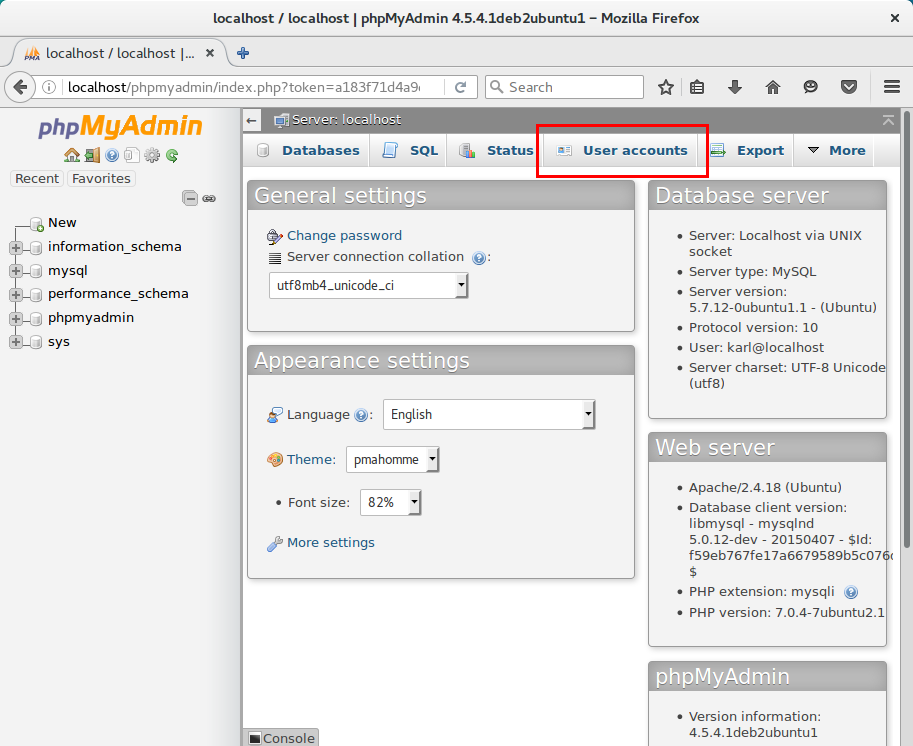 localhost / localhost | phpMyAdmin 4.5.4.1deb2ubuntu1 – Mozilla Firefox
localhost / localhost |...
localhost/phpmyadmin/index.php?token=a183f71d4a9
Search
phpMyAdmin
Recent Favorites
New
information_schema
mysql
performance_schema
phpmyadmin
sys
Server: localhost
Databases SQL Status User accounts Export More
General settings
Change password
Server connection collation :
utf8mb4_unicode_ci
Appearance settings
Language :
English
Theme: pmahomme
• Font size: 82%
More settings
Database server
• Server: Localhost via UNIX
socket
• Server type: MySQL
• Server version:
5.7.12-0ubuntu1.1 - (Ubuntu)
• Protocol version: 10
• User: karl@localhost
• Server charset: UTF-8 Unicode
(utf8)
Web server
• Apache/2.4.18 (Ubuntu)
• Database client version:
libmysql - mysqlnd
5.0.12-dev - 20150407 - $Id:
f59eb767fe17a6679589b5c076
$
• PHP extension: mysqli
• PHP version: 7.0.4-7ubuntu2.1
phpMyAdmin
• Version information:
4.5.4.1deb2ubuntu1
Console